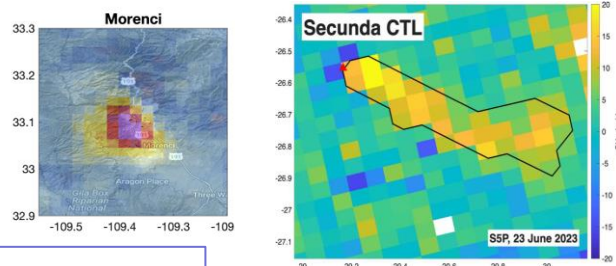 Morenci
33.3
33.2
33.1
33
32.9
-109.5
-109.4
-109.3
-109
Morenci
Aragon Place
Gila Box
Riparian
National
Three W
Secunda CTL
-26.4
-26.5
-26.6
-26.7
-26.8
-26.9
-27
-27.1
S5P, 23 June 2023
20
15
10
5
0
-5
-10
-15
-20